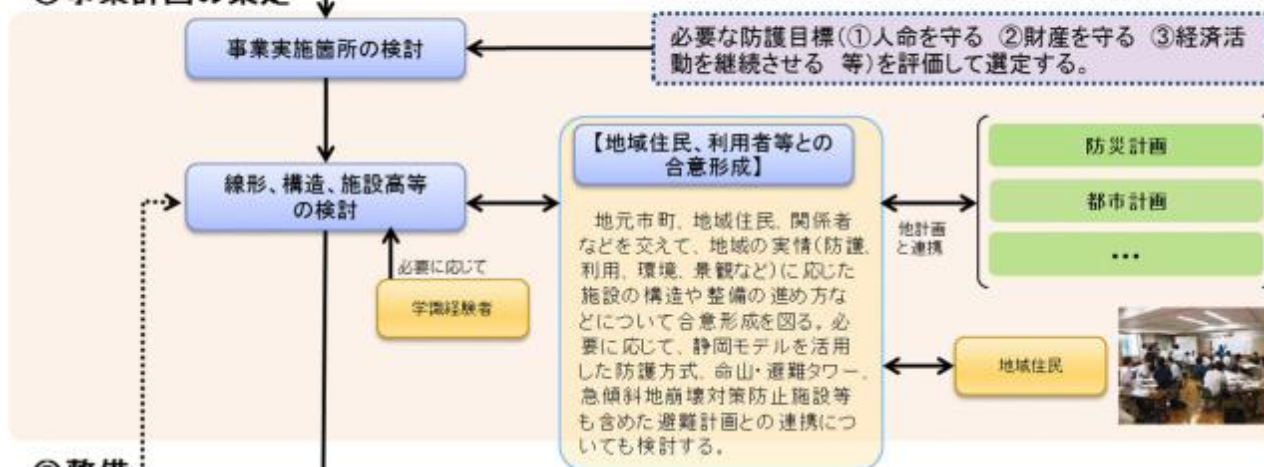 事業実施箇所の検討
必要な防護目標(①人命を守る ②財産を守る ③経済活
動を継続させる 等)を評価して選定する。
線形、構造、施設高等
の検討
必要に応じて
学識経験者
【地域住民、利用者等との
合意形成】
地元市町、地域住民、関係者
などを交えて、地域の実情(防護、
利用、環境、景観など)に応じた
施設の構造や整備の進め方な
どについて合意形成を図る。必
要に応じて、静岡モデルを活用
した防護方式、命山・避難タワー、
急傾斜地崩壊対策防止施設等
も含めた避難計画との連携につ
いても検討する。
他計画
と連携
防災計画
都市計画
…
地域住民